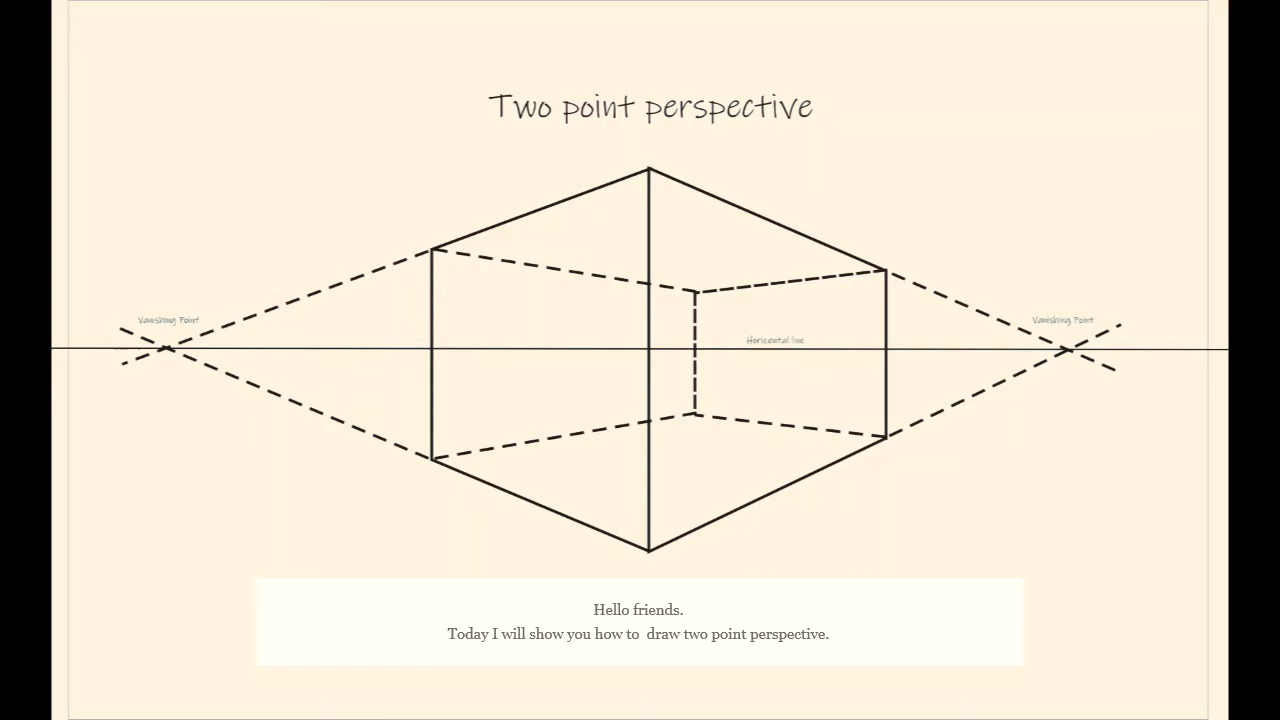 Two point perspective
Vanishing Point
Vanishing Point
Horizental line
Hello friends.
Today I will show you how to  draw two point perspective.